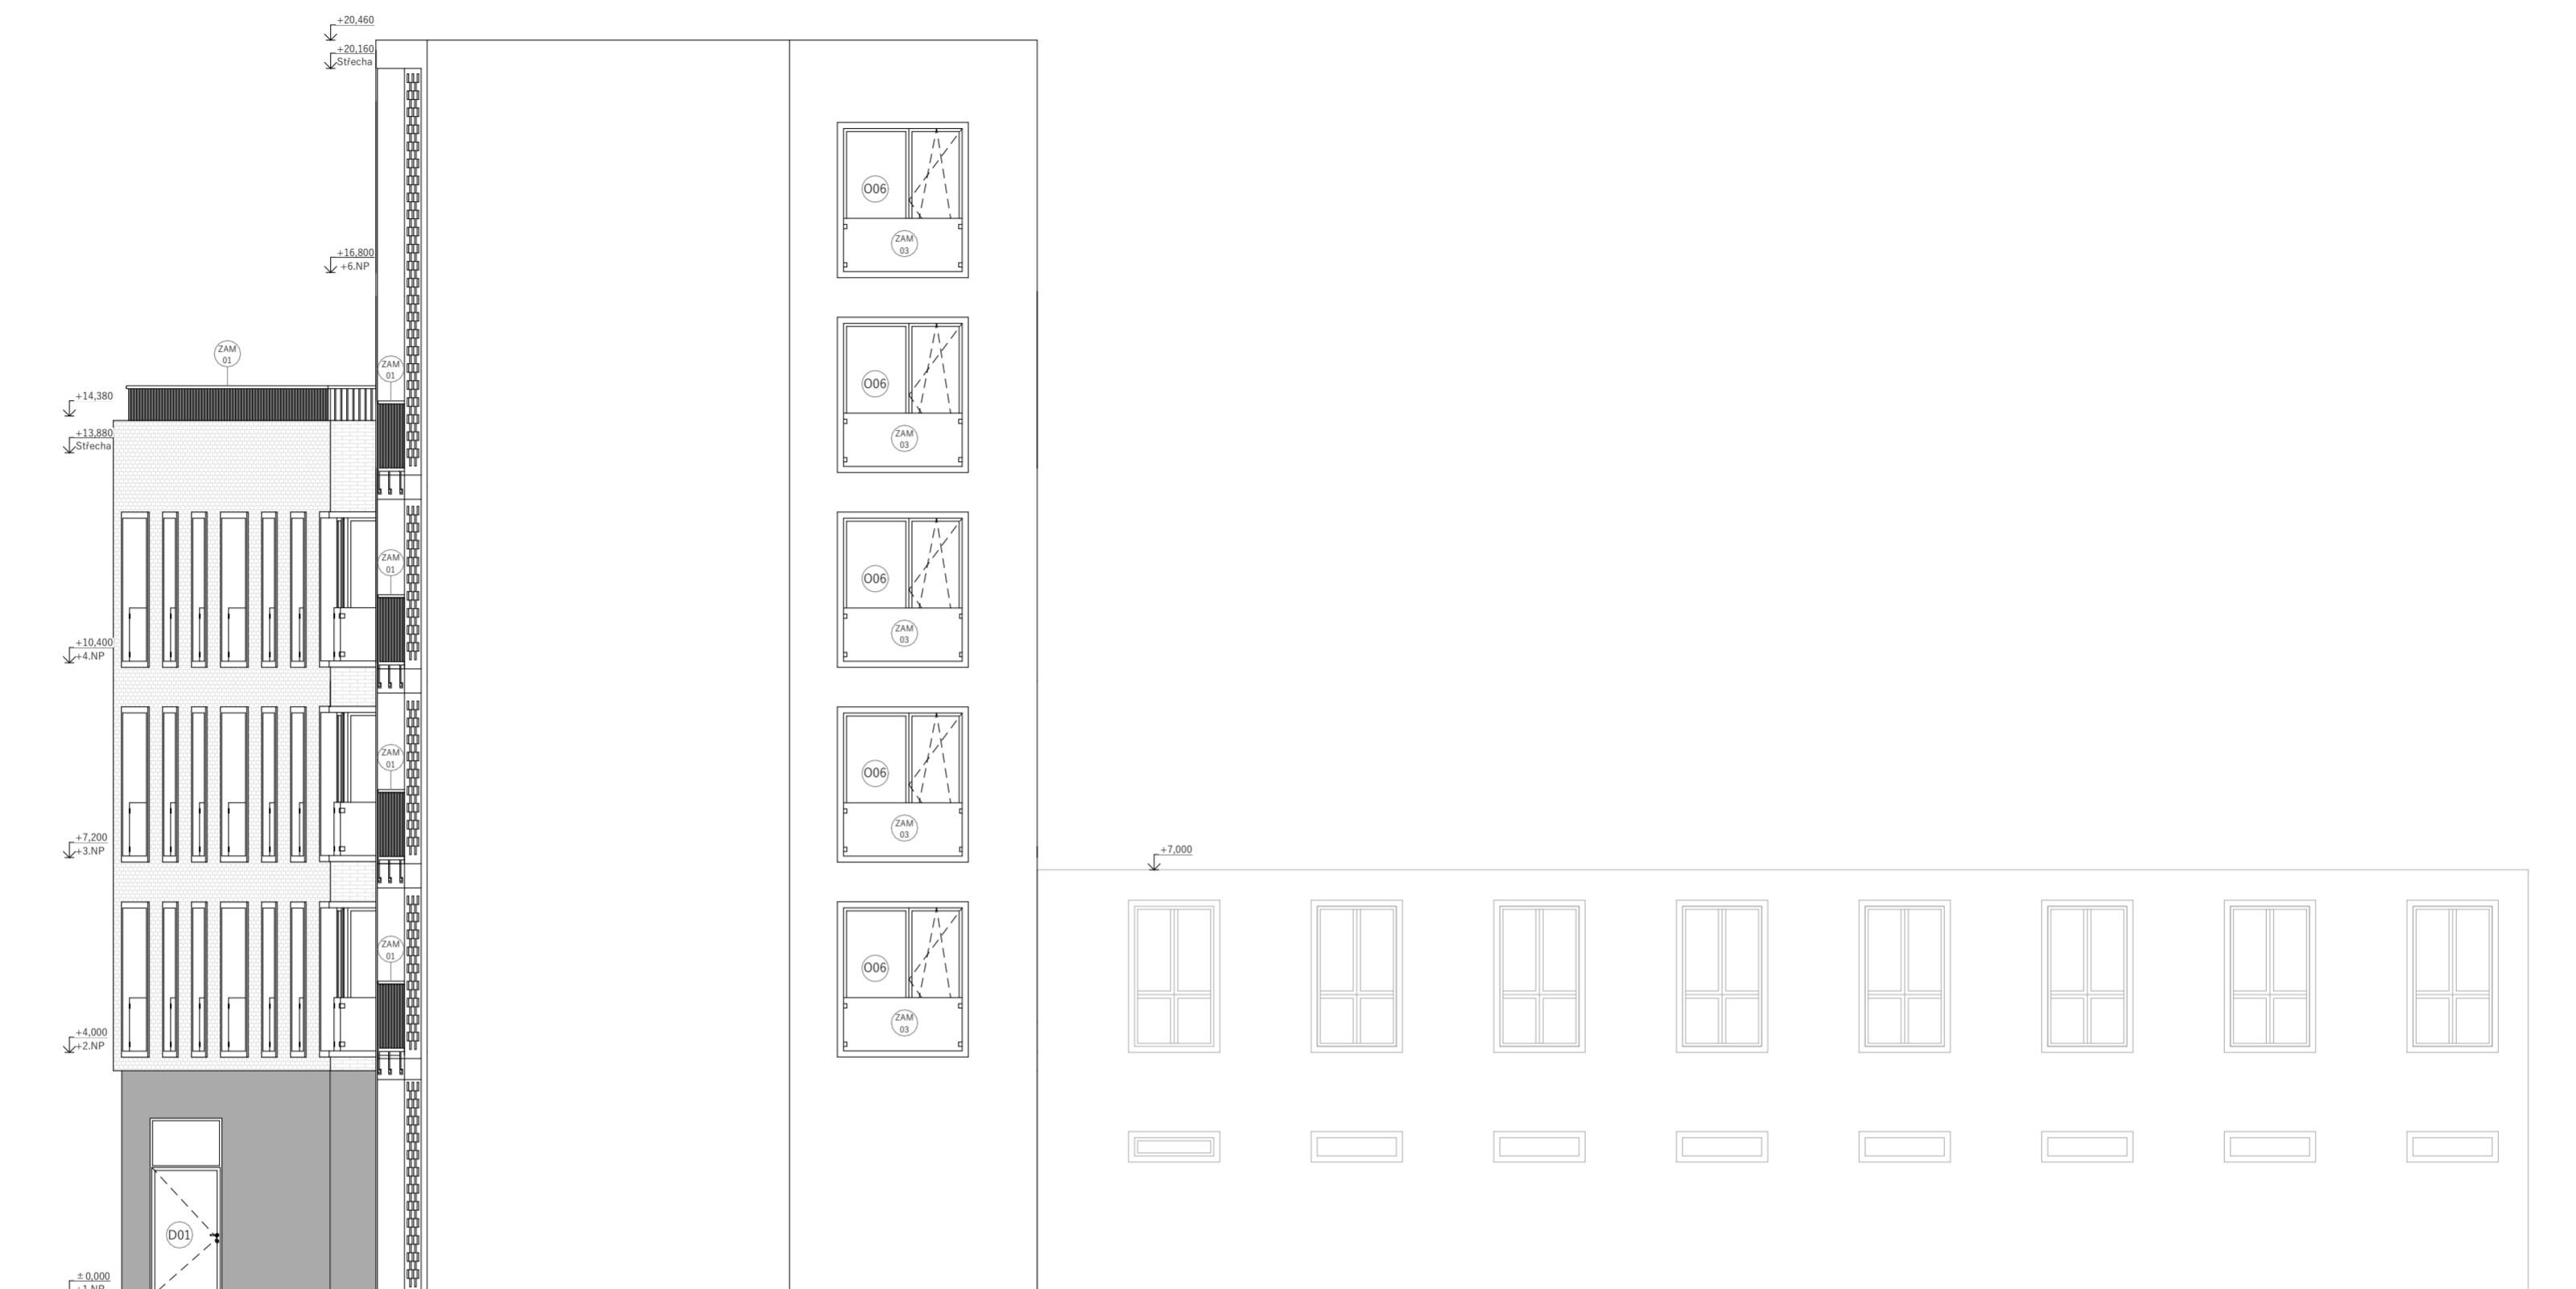 +20,460
+20,160
Střecha
O06
ZAM
03
+16,800
+6.NP
ZAM
01
ZAM
01
O06
ZAM
03
+14,380
+13,880
Střecha
ZAM
01
O06
ZAM
03
+10,400
+4.NP
ZAM
01
O06
ZAM
03
+7,200
+3.NP
+7,000
ZAM
01
O06
ZAM
03
+4,000
+2.NP
D01
±0,000
+1.NP